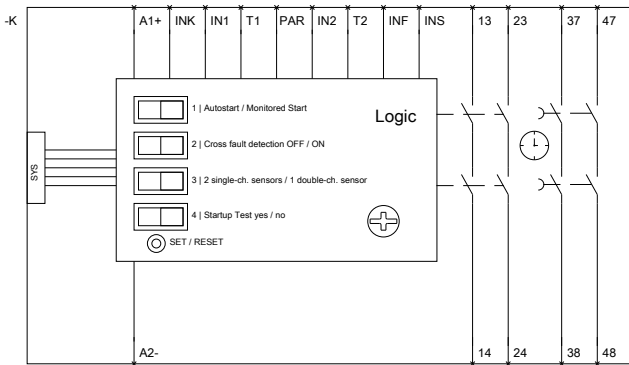 -K A1+ INK IN1 T1 PAR IN2 T2 INF INS 13 23 37 47
1 | Autostart / Monitored Start
Logic
2 | Cross fault detection OFF / ON
SYS
3 | 2 single-ch. sensors / 1 double-ch. sensor
4 | Startup Test yes / no
SET / RESET
A2- 14 24 38 48